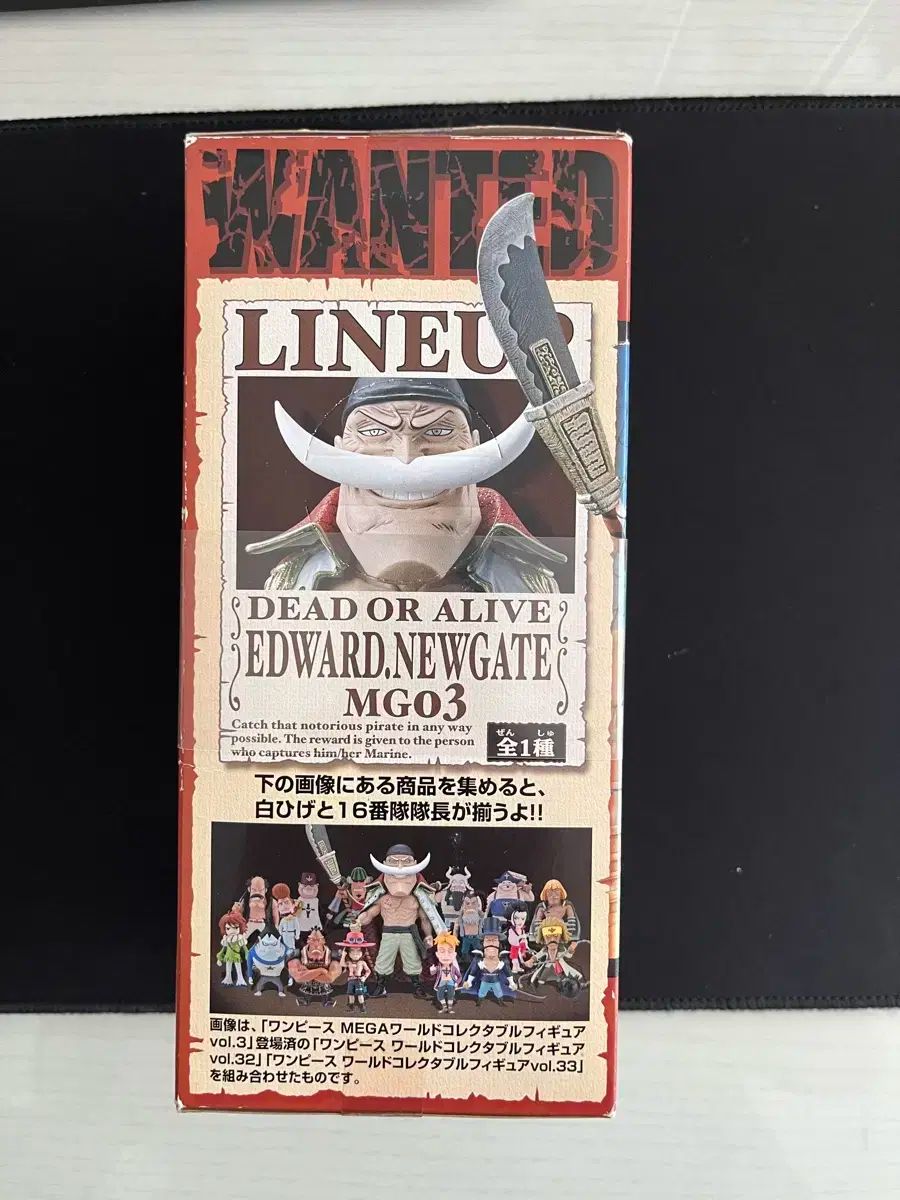 WANTED
LINEUP
DEAD OR ALIVE
EDWARD.NEWGATE
MG03
Catch that notorious pirate in any way
possible. The reward is given to the person
who captures him/her Marine.
ぜん しゅ
全1種
下の画像にある商品を集めると、
白ひげと16番隊隊長が揃うよ!!
画像は、「ワンピース MEGAワールドコレクタブルフィギュア
vol.3」登場済の「ワンピース ワールドコレクタブルフィギュア
vol.32」「ワンピース ワールドコレクタブルフィギュアvol.33」
を組み合わせたものです。